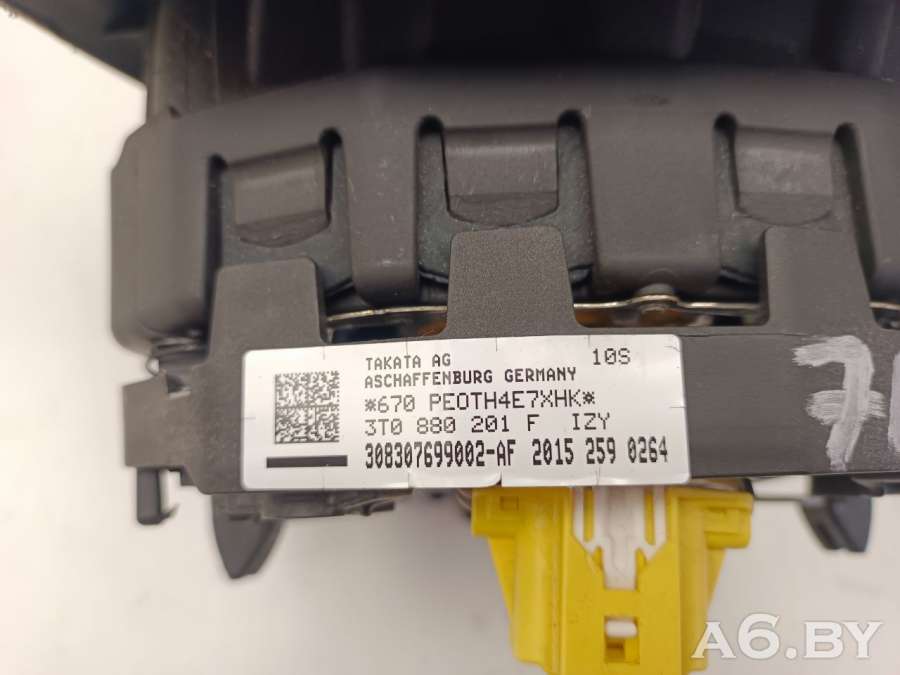 TAKATA AG 10S
ASCHAFFENBURG GERMANY
*670 PEOTH4E7XHK*
3T0 880 201 F IZY
308307699002-AF 2015 259 0264
A6.BY